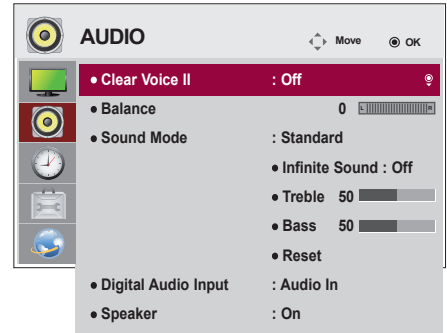 AUDIO Move OK
• Clear Voice II : Off
• Balance 0 L R
• Sound Mode : Standard
• Infinite Sound : Off
• Treble 50
• Bass 50
• Reset
• Digital Audio Input : Audio In
• Speaker : On